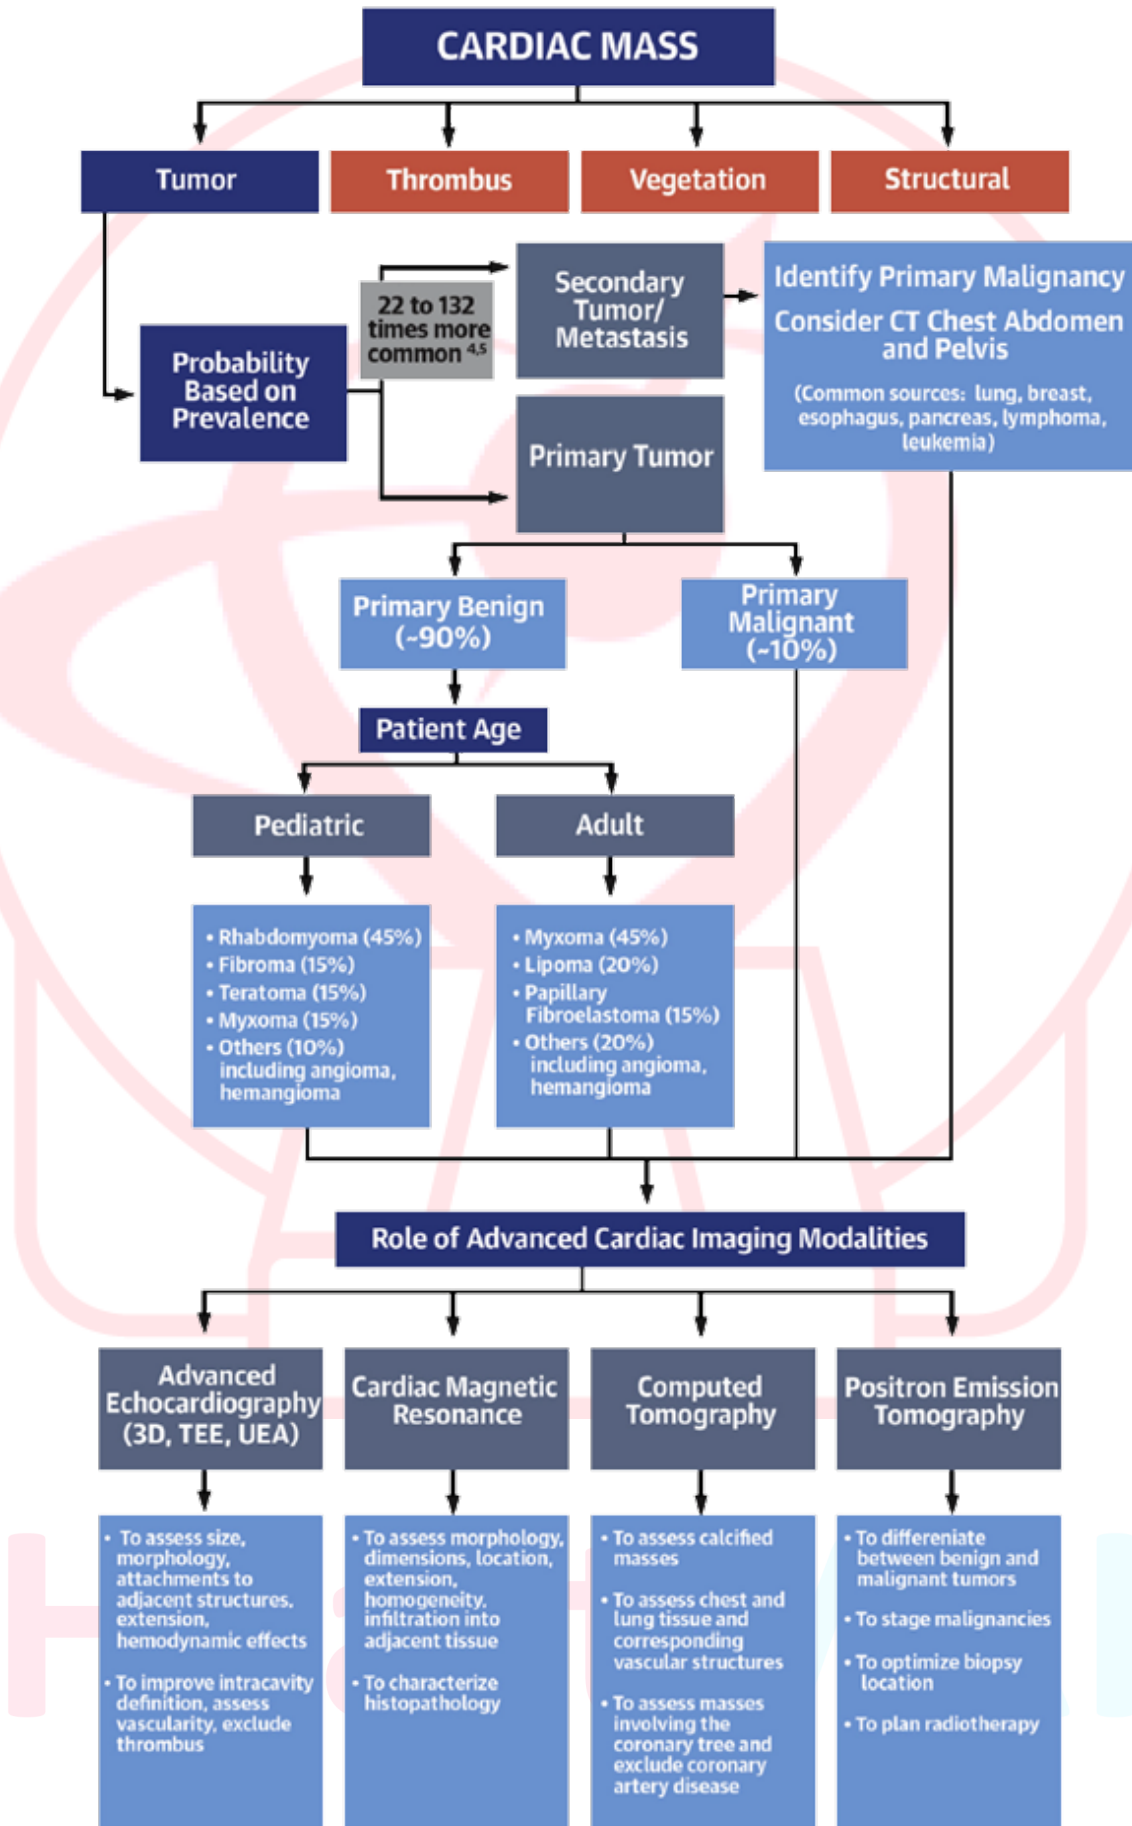 CARDIAC MASS
Tumor
Thrombus
Vegetation
Structural
Probability
Based on
Prevalence
22 to 132
times more
common 4,5
Secondary
Tumor/
Metastasis
Identify Primary Malignancy
Consider CT Chest Abdomen
and Pelvis
(Common sources: lung, breast,
esophagus, pancreas, lymphoma,
leukemia)
Primary Tumor
Primary Benign
(~90%)
Primary
Malignant
(~10%)
Patient Age
Pediatric
Adult
• Rhabdomyoma (45%)
• Fibroma (15%)
• Teratoma (15%)
• Myxoma (15%)
• Others (10%)
including angioma,
hemangioma
• Myxoma (45%)
• Lipoma (20%)
• Papillary
Fibroelastoma (15%)
• Others (20%)
including angioma,
hemangioma
Role of Advanced Cardiac Imaging Modalities
Advanced
Echocardiography
(3D, TEE, UEA)
Cardiac Magnetic
Resonance
Computed
Tomography
Positron Emission
Tomography
• To assess size,
morphology,
attachments to
adjacent structures,
extension,
hemodynamic effects
• To improve intracavity
definition, assess
vascularity, exclude
thrombus
• To assess morphology,
dimensions, location,
extension,
homogeneity,
infiltration into
adjacent tissue
• To characterize
histopathology
• To assess calcified
masses
• To assess chest and
lung tissue and
corresponding
vascular structures
• To assess masses
involving the
coronary tree and
exclude coronary
artery disease
• To differeniate
between benign and
malignant tumors
• To stage malignancies
• To optimize biopsy
location
• To plan radiotherapy